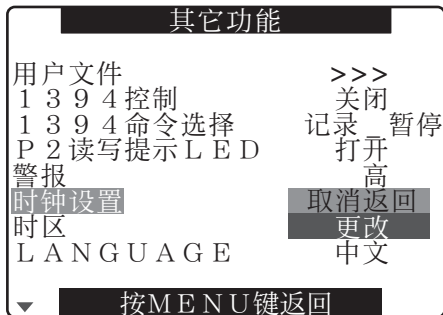 其它功能
用户文件 >>>
1394控制 关闭
1394命令选择 记录_暂停
P2读写提示LED 打开
警报 高
时钟设置 取消返回
时区 更改
LANGUAGE 中文
按MENU键返回